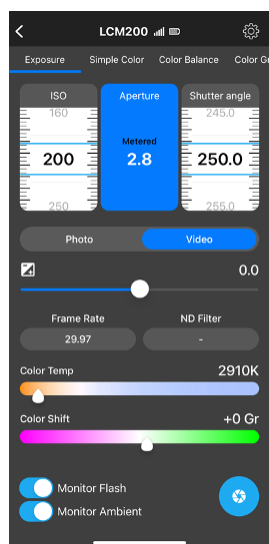 LCM200
Exposure Simple Color Color Balance Color Gr
ISO Aperture Shutter angle
160 245.0
Metered
200 2.8 250.0
250 255.0
Photo Video
0.0
Frame Rate ND Filter
29.97 -
Color Temp 2910K
Color Shift +0 Gr
Monitor Flash
Monitor Ambient